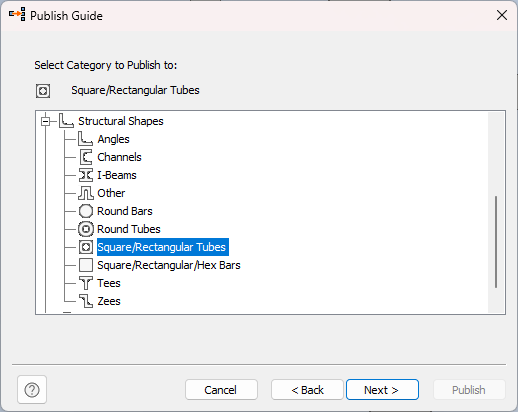 Publish Guide
Select Category to Publish to:
Square/Rectangular Tubes
Structural Shapes
Angles
Channels
I-Beams
Other
Round Bars
Round Tubes
Square/Rectangular Tubes
Square/Rectangular/Hex Bars
Tees
Zees
? Cancel < Back Next > Publish